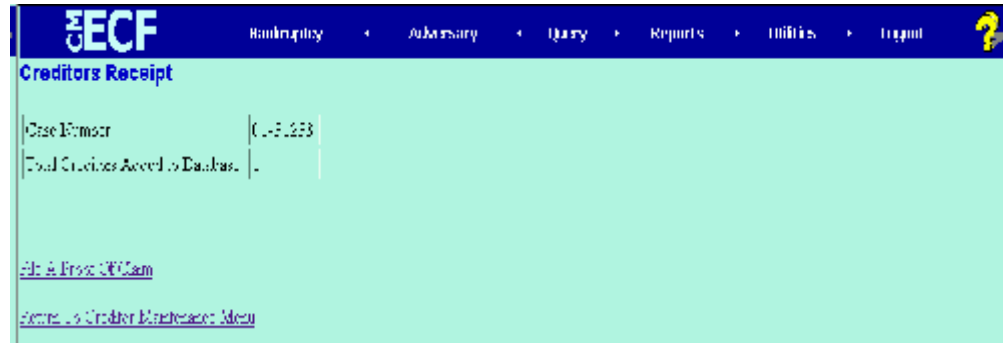 CM ECF Bankruptcy Adversary Query Reports Utilities Logout ?
Creditors Receipt
Case Number
Total Creditors Added to Database
File A Proof Of Claim
Return To Creditor Maintenance Menu